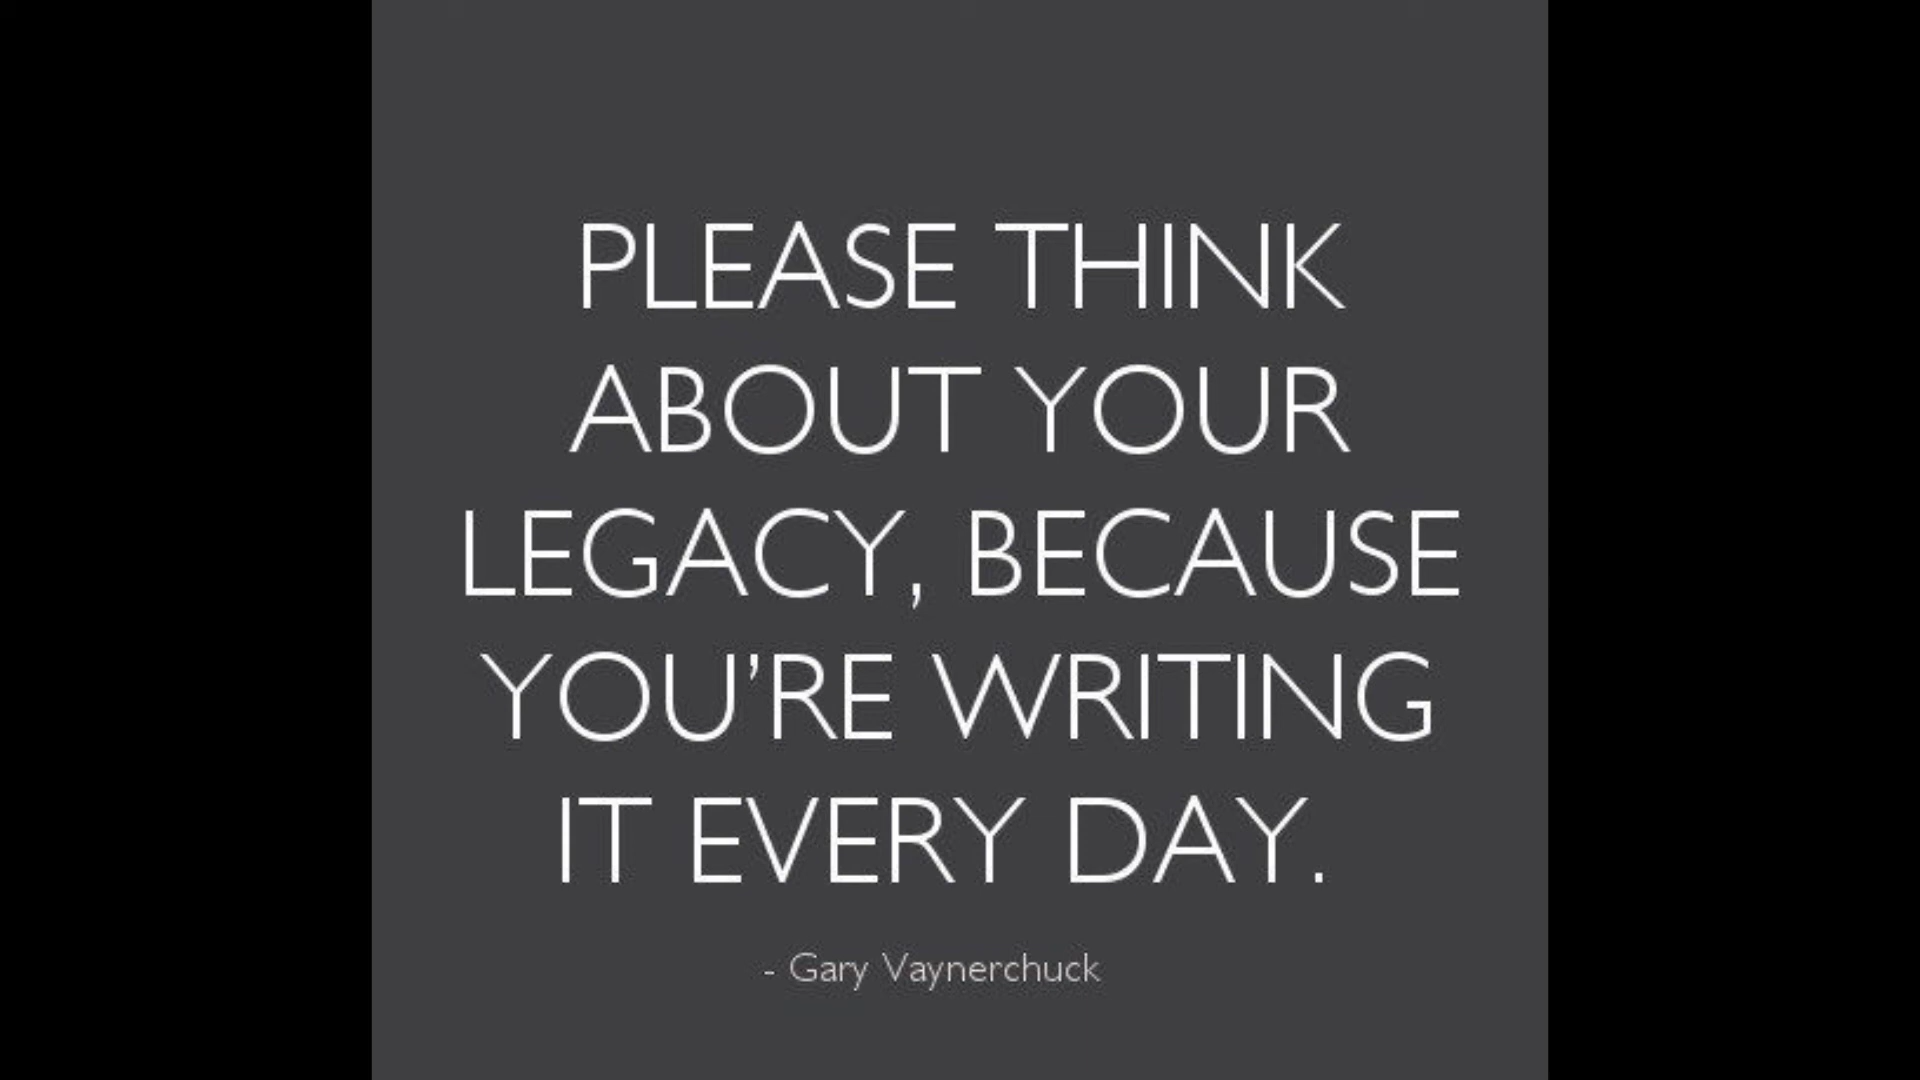 PLEASE THINK
ABOUT YOUR
LEGACY, BECAUSE
YOU’RE WRITING
IT EVERY DAY.
- Gary Vaynerchuck